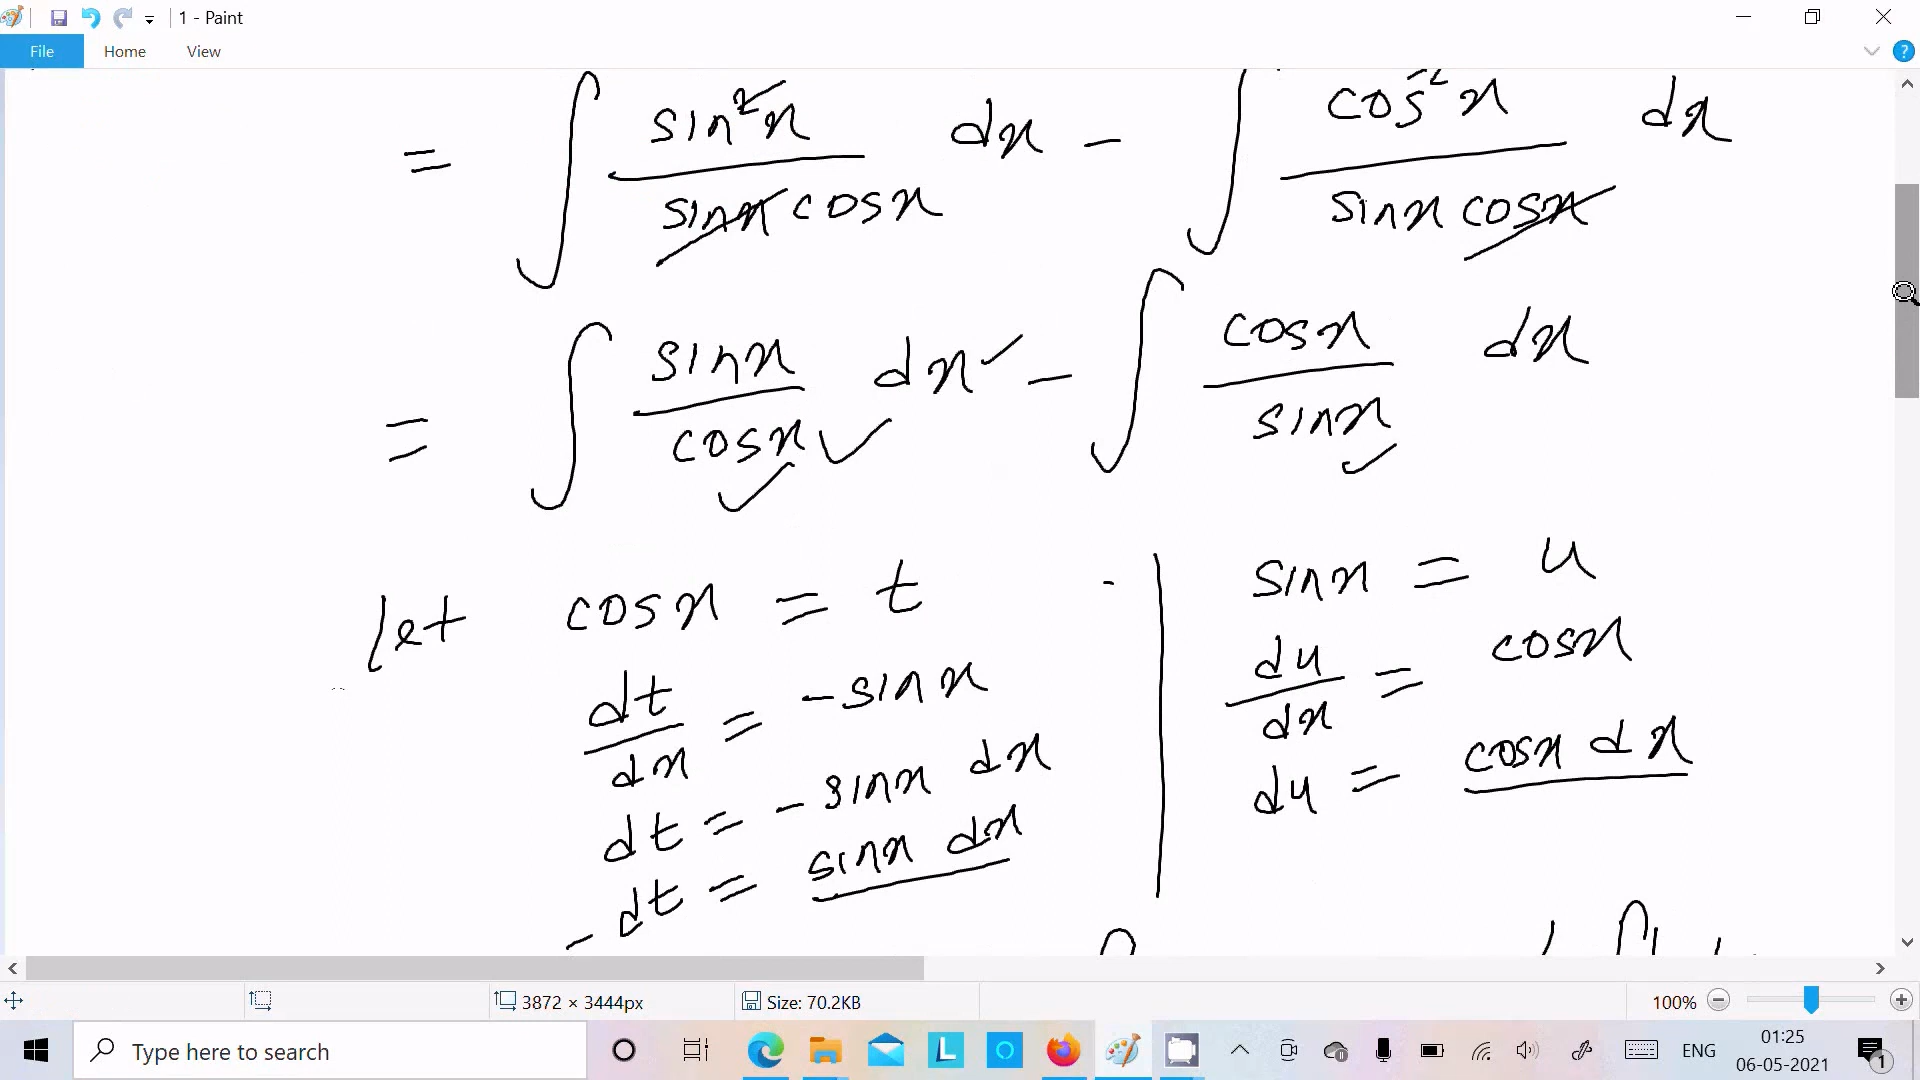 1 - Paint
File Home View
= ∫ sin²x / sinx cosx dx - ∫ cos²x / sinx cosx dx
= ∫ sinx / cosx dx - ∫ cosx / sinx dx
let cosx = t
dt/dx = -sinx
dt = -sinx dx
-dt = sinx dx
sinx = u
du/dx = cosx
du = cosx dx
3872 × 3444px Size: 70.2KB 100%
Type here to search ENG 01:25
06-05-2021 1